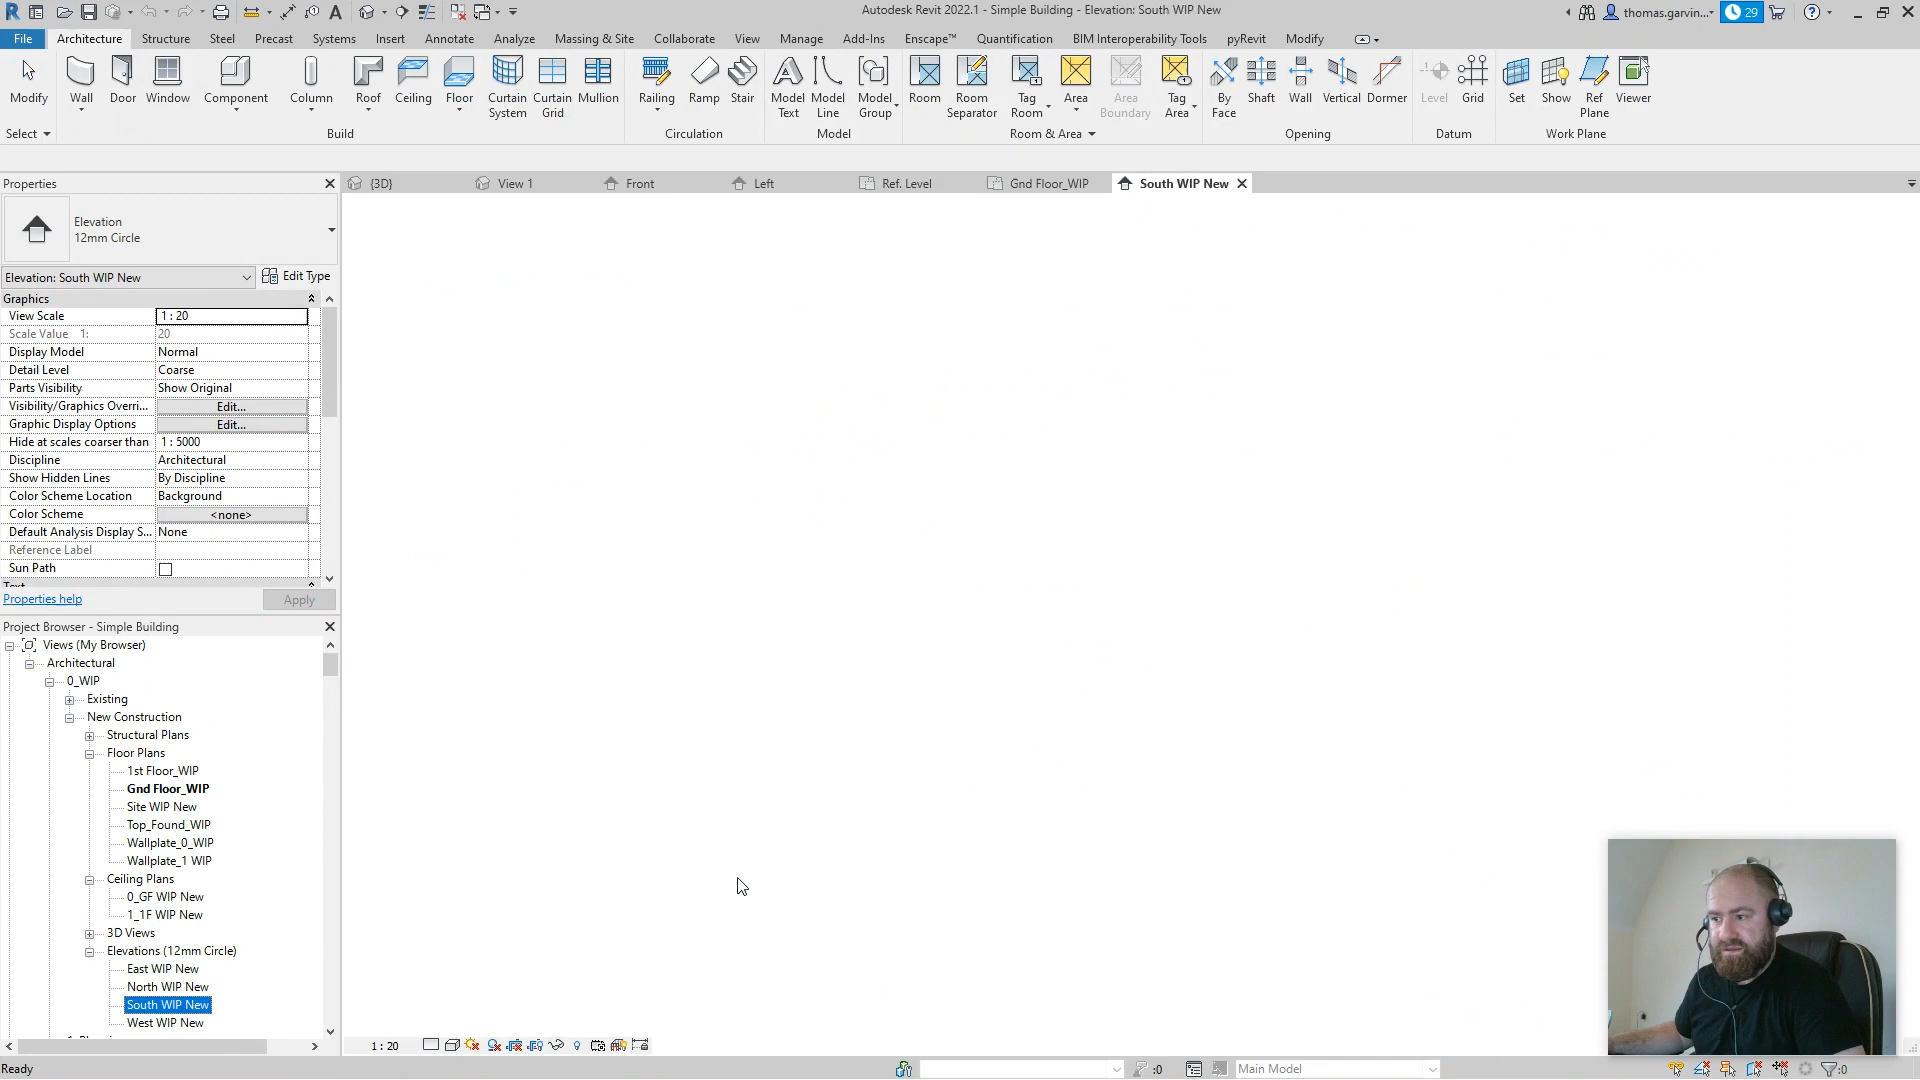 Autodesk Revit 2022.1 - Simple Building - Elevation: South WIP New
thomas.garvin...
29
File
Architecture
Structure
Steel
Precast
Systems
Insert
Annotate
Analyze
Massing & Site
Collaborate
View
Manage
Add-Ins
Enscape™
Quantification
BIM Interoperability Tools
pyRevit
Modify
Modify
Wall
Door
Window
Component
Column
Roof
Ceiling
Floor
Curtain
System
Curtain
Grid
Mullion
Railing
Ramp
Stair
Model
Text
Model
Line
Model
Group
Room
Room
Separator
Tag
Room
Area
Area
Boundary
Tag
Area
By
Face
Shaft
Wall
Vertical
Dormer
Level
Grid
Set
Show
Ref
Plane
Viewer
Select
Build
Circulation
Model
Room & Area
Opening
Datum
Work Plane
Properties
{3D}
View 1
Front
Left
Ref. Level
Gnd Floor_WIP
South WIP New
Elevation
12mm Circle
Elevation: South WIP New
Edit Type
Graphics
View Scale
1 : 20
Scale Value 1:
20
Display Model
Normal
Detail Level
Coarse
Parts Visibility
Show Original
Visibility/Graphics Overri...
Edit...
Graphic Display Options
Edit...
Hide at scales coarser than
1 : 5000
Discipline
Architectural
Show Hidden Lines
By Discipline
Color Scheme Location
Background
Color Scheme
<none>
Default Analysis Display S...
None
Reference Label
Sun Path
Text
Properties help
Apply
Project Browser - Simple Building
Views (My Browser)
Architectural
0_WIP
Existing
New Construction
Structural Plans
Floor Plans
1st Floor_WIP
Gnd Floor_WIP
Site WIP New
Top_Found_WIP
Wallplate_0_WIP
Wallplate_1 WIP
Ceiling Plans
0_GF WIP New
1_1F WIP New
3D Views
Elevations (12mm Circle)
East WIP New
North WIP New
South WIP New
West WIP New
1 : 20
Ready
:0
Main Model
:0